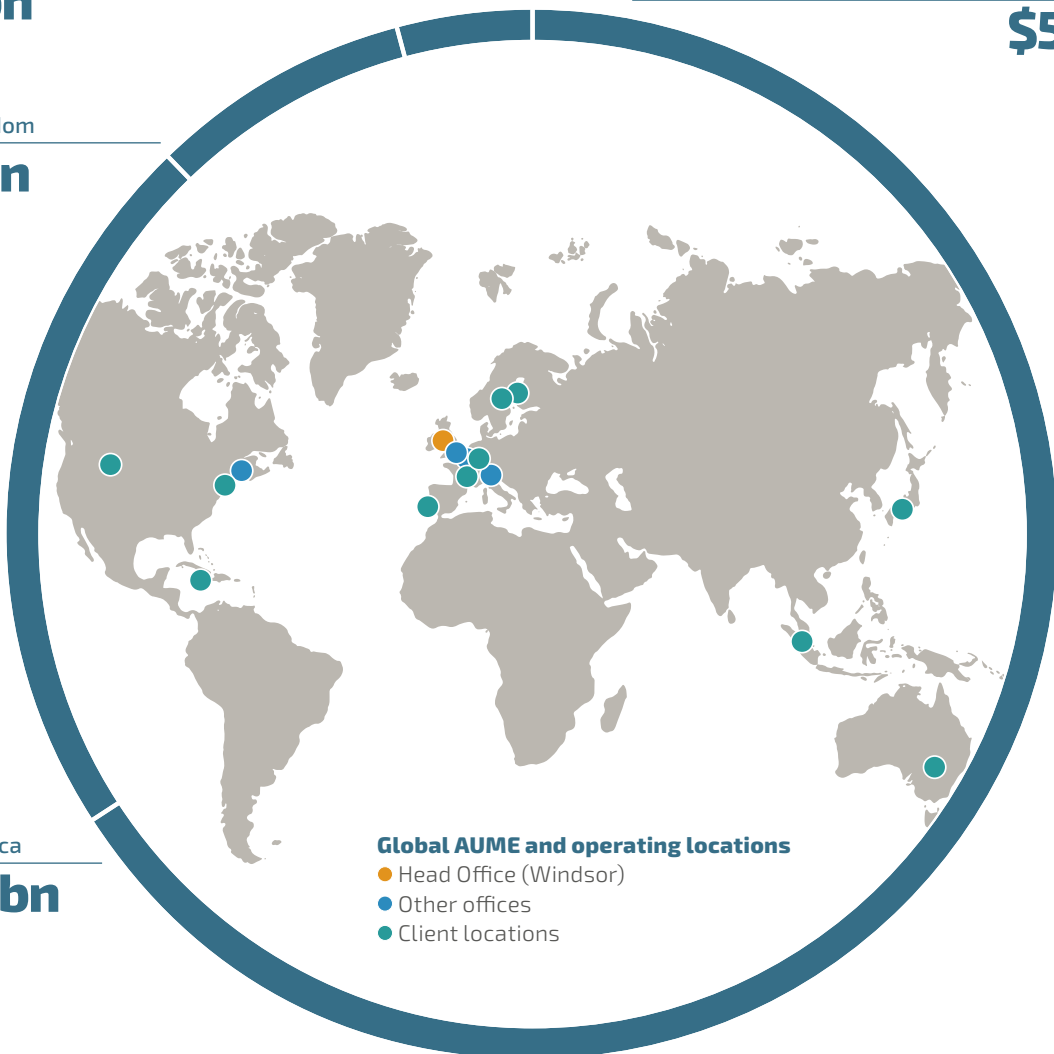 n
$5
om
n
Global AUME and operating locations
Head Office (Windsor)
Other offices
ca
Client locations
bn